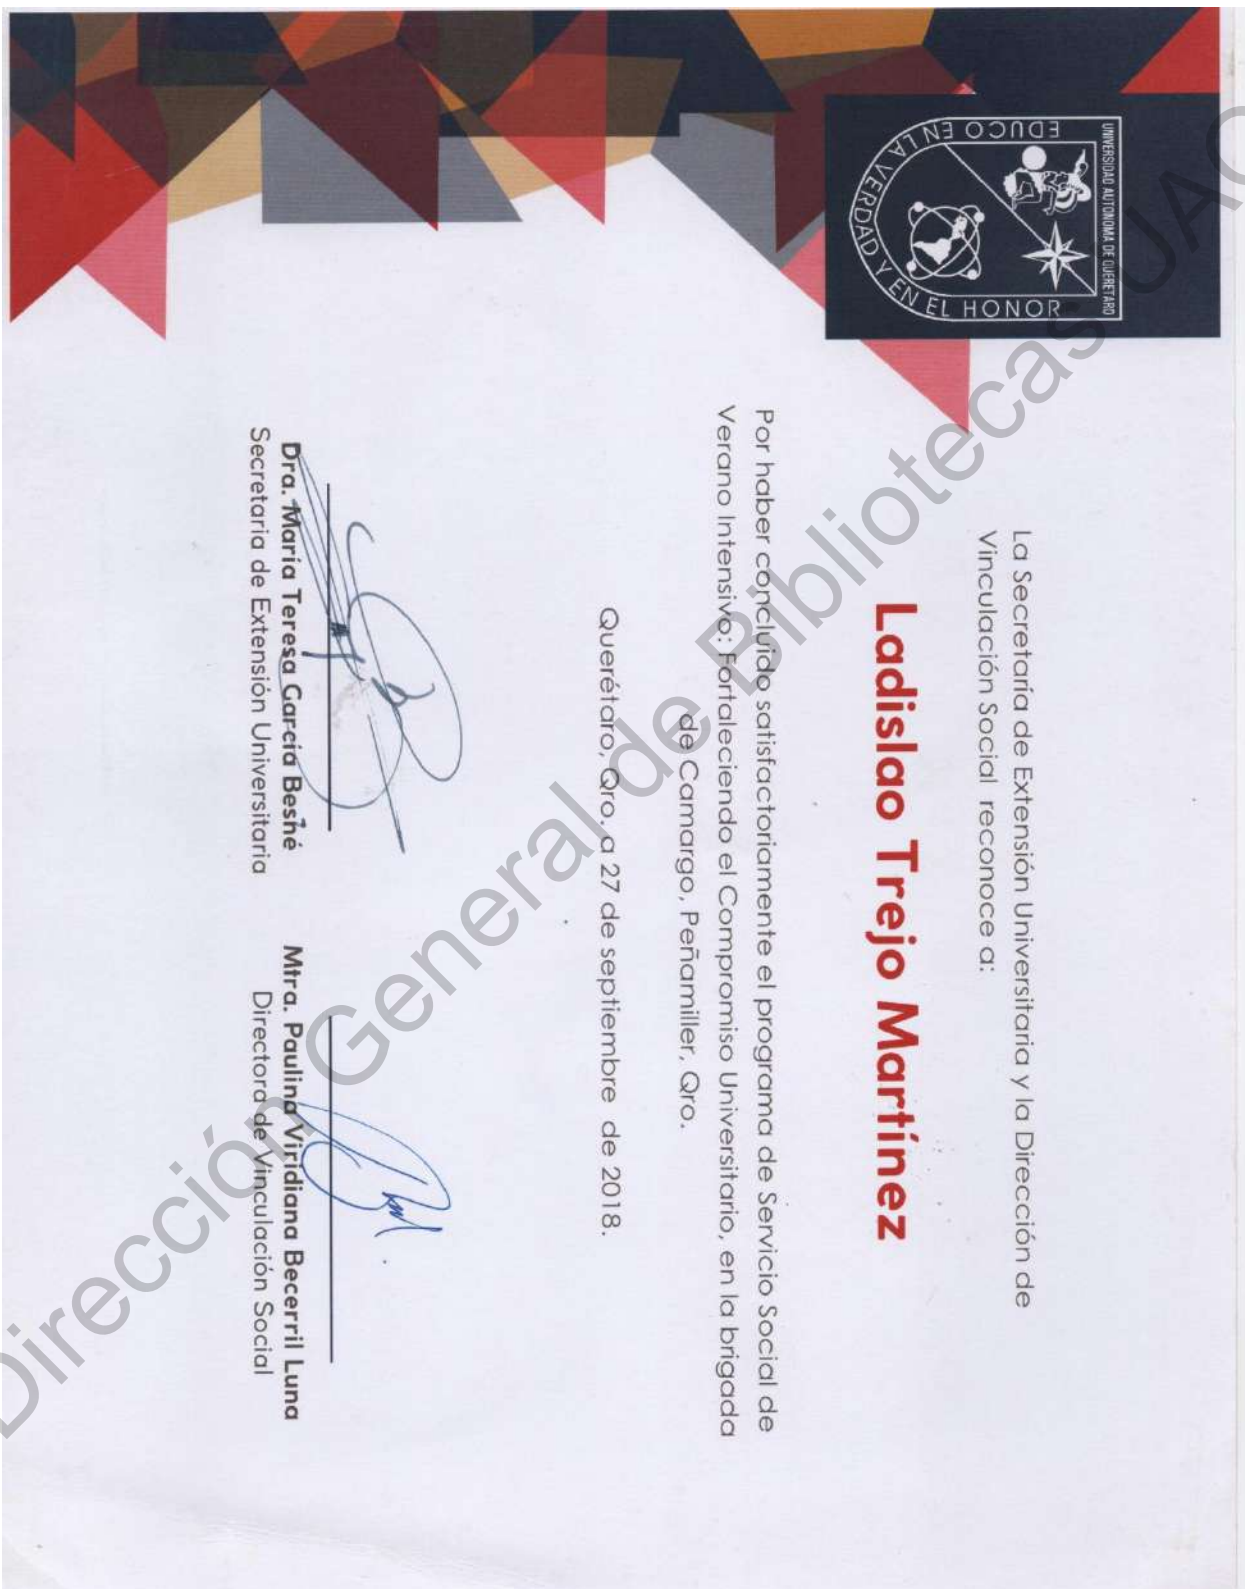 UNIVERSIDAD AUTONOMA DE QUERETARO
EDUCO EN LA VERDAD Y EN EL HONOR
La Secretaría de Extensión Universitaria y la Dirección de
Vinculación Social reconoce a:
Ladislao Trejo Martínez
Por haber concluido satisfactoriamente el programa de Servicio Social de
Verano Intensivo: Fortaleciendo el Compromiso Universitario, en la brigada
de Camargo, Peñamiller, Qro.
Querétaro, Qro. a 27 de septiembre de 2018.
Dra. María Teresa García Beshé
Secretaria de Extensión Universitaria
Mtra. Paulina Viridiana Becerril Luna
Directora de Vinculación Social
Dirección General de Bibliotecas UAQ